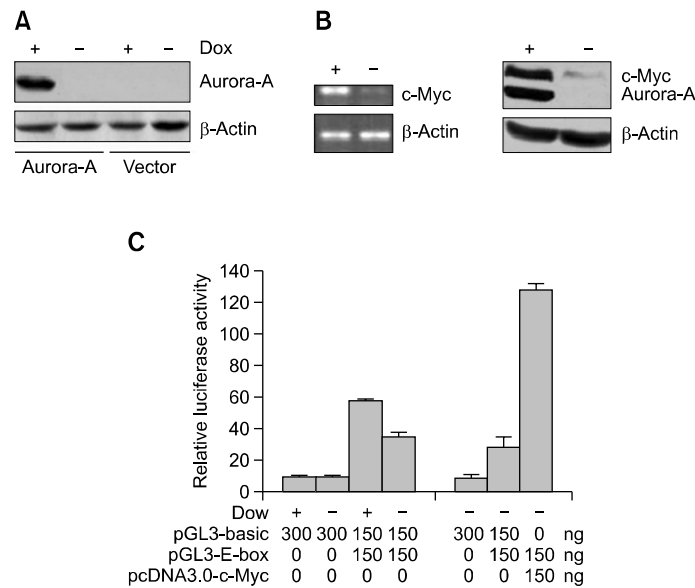 A
+ − + − Dox
Aurora-A
β-Actin
Aurora-A Vector
B
+ −
c-Myc
β-Actin
+ −
c-Myc
Aurora-A
β-Actin
C
Relative luciferase activity
140
120
100
80
60
40
20
0
Dow + − + − − − −
pGL3-basic 300 300 150 150 300 150 0 ng
pGL3-E-box 0 0 150 150 0 150 150 ng
pcDNA3.0-c-Myc 0 0 0 0 0 0 150 ng